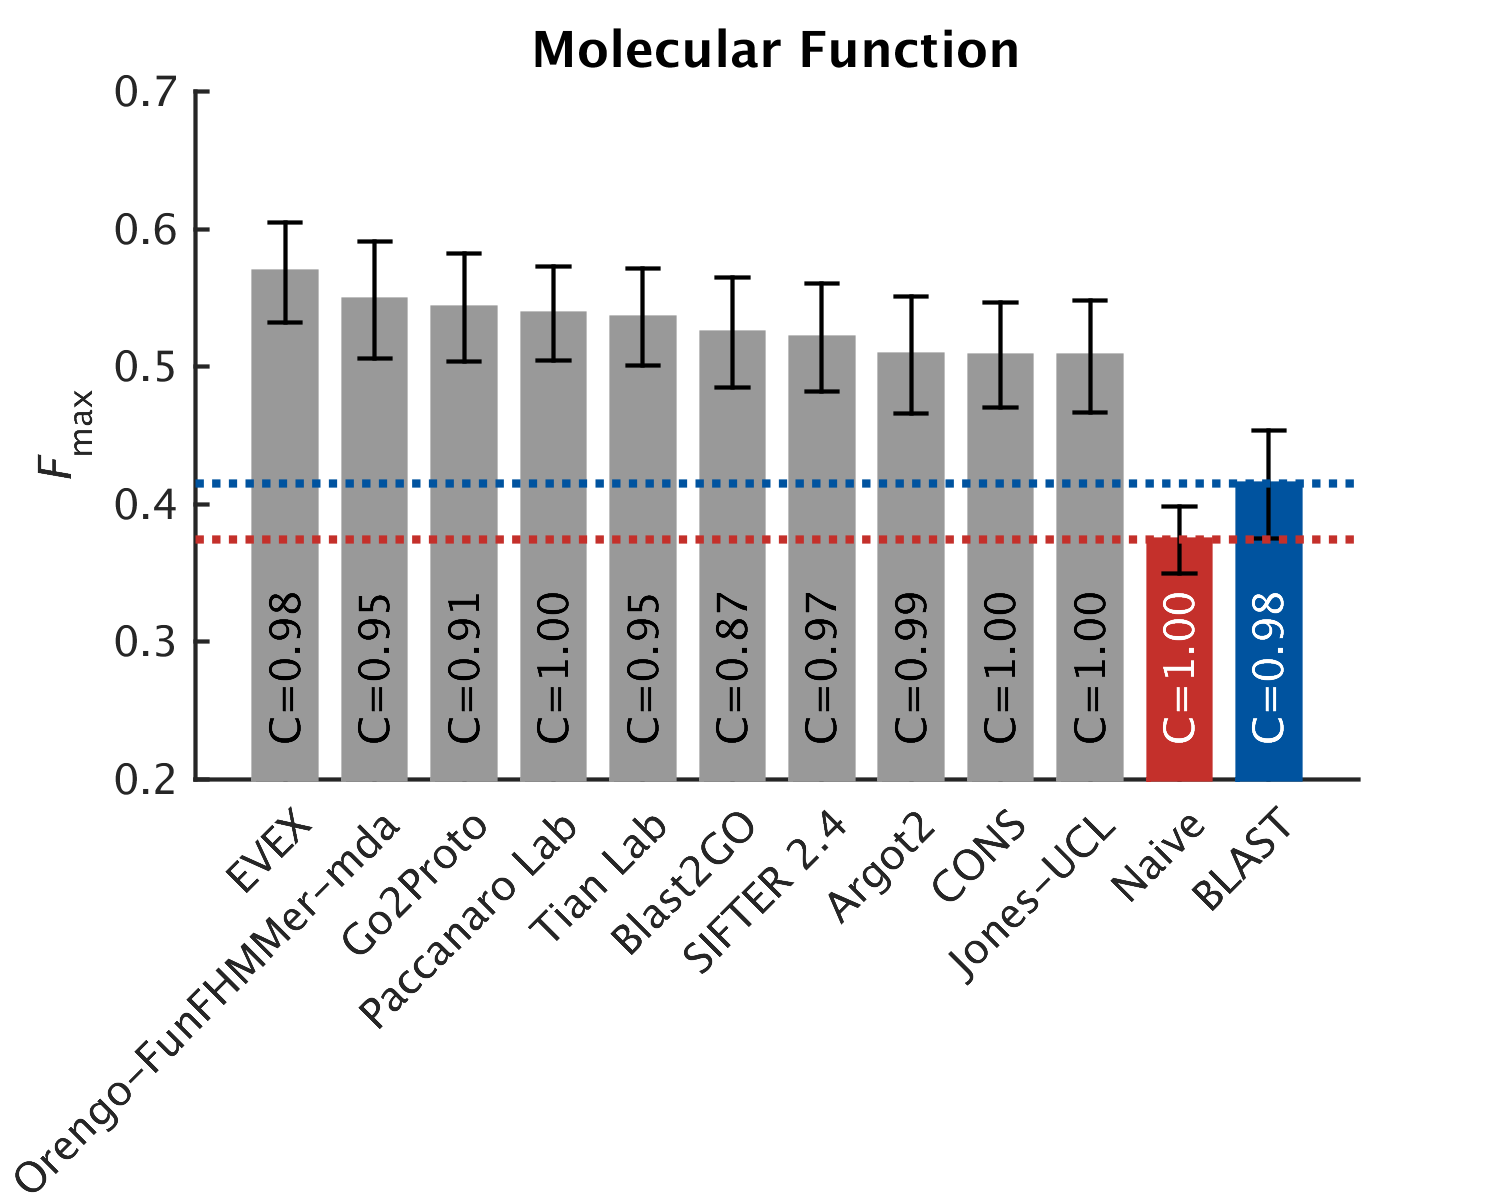 Molecular Function
0.7
0.6
0.5
0.4
0.3
0.2
Fmax
C=0.98
C=0.95
C=0.91
C=1.00
C=0.95
C=0.87
C=0.97
C=0.99
C=1.00
C=1.00
C=1.00
C=0.98
EVEX
Orengo-FunFHMMer-mda
Go2Proto
Paccanaro Lab
Tian Lab
Blast2GO
SIFTER 2.4
Argot2
CONS
Jones-UCL
Naive
BLAST